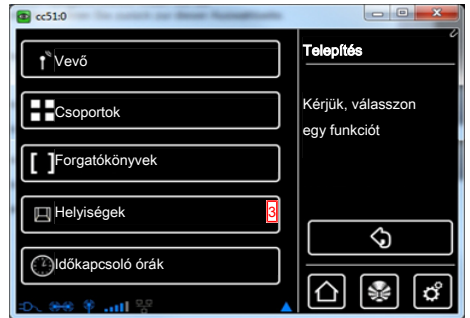 cc51:0
Vevő
Csoportok
Forgatókönyvek
Helyiségek
3
Időkapcsoló órák
Telepítés
Kérjük, válasszon
egy funkciót